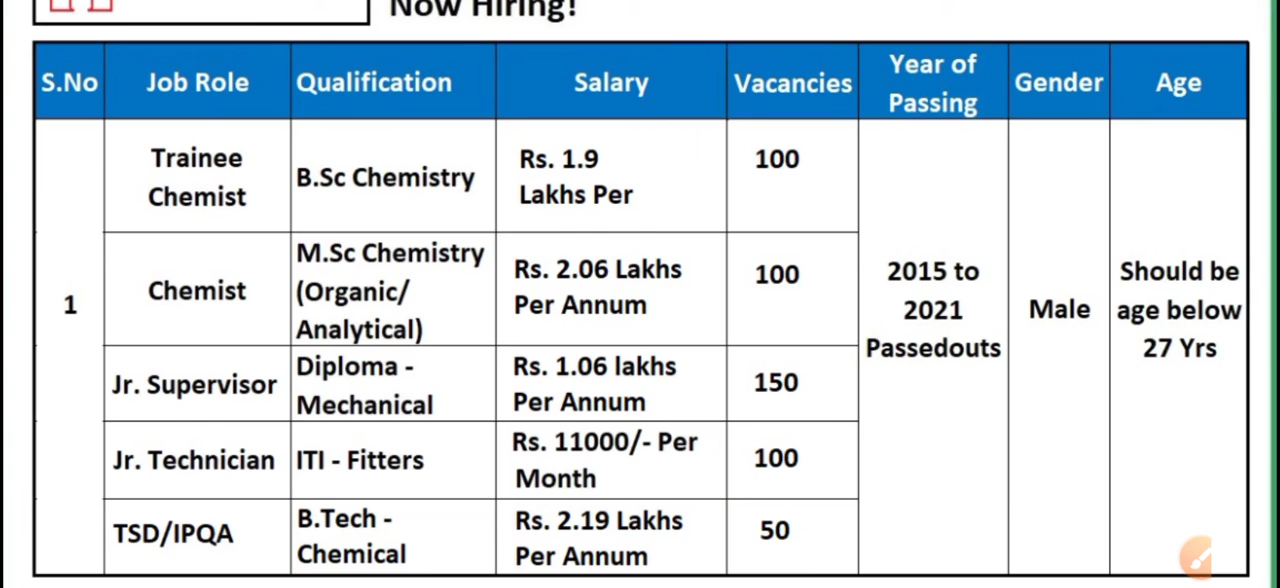 Now Hiring!
S.No Job Role Qualification Salary Vacancies Year of Passing Gender Age
1
Trainee Chemist
B.Sc Chemistry
Rs. 1.9
Lakhs Per
100
Chemist
M.Sc Chemistry
(Organic/
Analytical)
Rs. 2.06 Lakhs
Per Annum
100
Jr. Supervisor
Diploma -
Mechanical
Rs. 1.06 lakhs
Per Annum
150
Jr. Technician
ITI - Fitters
Rs. 11000/- Per
Month
100
TSD/IPQA
B.Tech -
Chemical
Rs. 2.19 Lakhs
Per Annum
50
2015 to
2021
Passedouts
Male
Should be
age below
27 Yrs